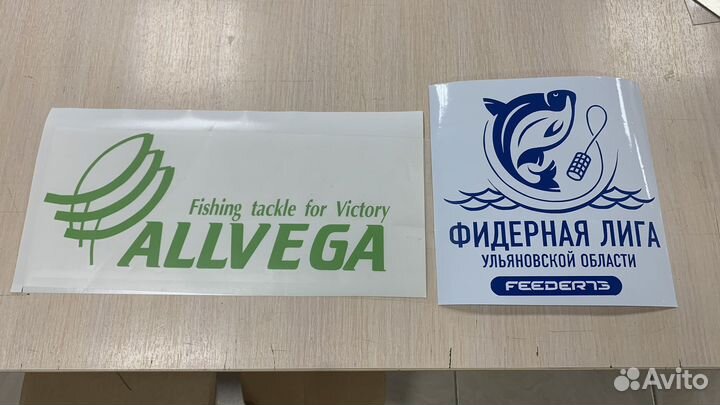 Fishing tackle for Victory
ALLVEGA
ФИДЕРНАЯ ЛИГА
УЛЬЯНОВСКОЙ ОБЛАСТИ
FEEDER73
Avito